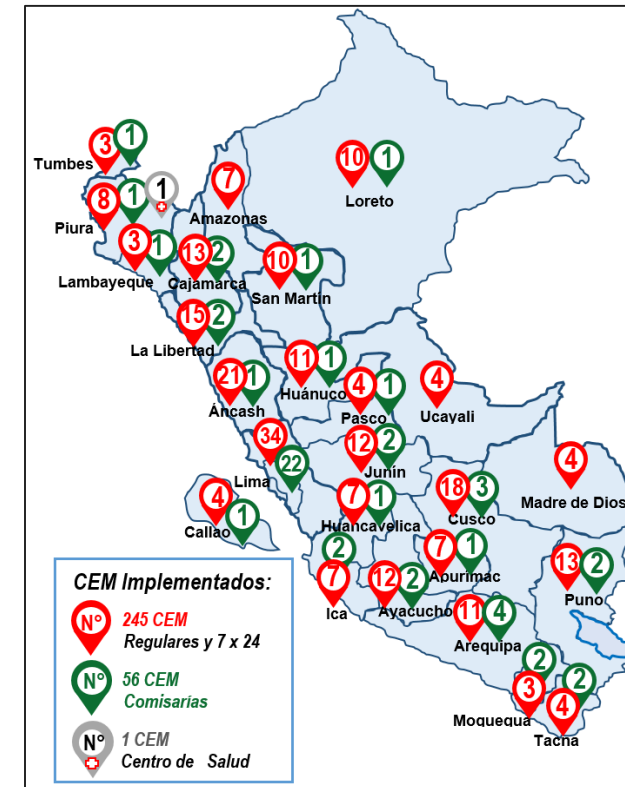 3 1
Tumbes
8 1 1
Piura
7
Amazonas
10 1
Loreto
3 1
Lambayeque
13 2
Cajamarca
10 1
San Martín
15 2
La Libertad
21 1
Áncash
11 1
Huánuco
4 1
Pasco
4
Ucayali
34 22
Lima
12 2
Junín
4 1
Callao
7 1
Huancavelica
18 3
Cusco
4
Madre de Dios
2
7
Ica
12 2
Ayacucho
7 1
Apurímac
13 2
Puno
11 4
Arequipa
2
3
Moquegua
2
4
Tacna
CEM Implementados:
N° 245 CEM
Regulares y 7 x 24
N° 56 CEM
Comisarías
N° 1 CEM
Centro de Salud